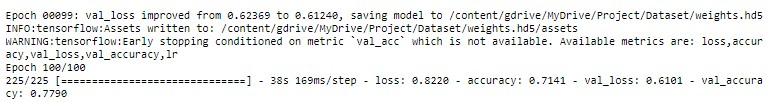 Epoch 00099: val_loss improved from 0.62369 to 0.61240, saving model to /content/gdrive/MyDrive/Project/Dataset/weights.hd5
INFO:tensorflow:Assets written to: /content/gdrive/MyDrive/Project/Dataset/weights.hd5/assets
WARNING:tensorflow:Early stopping conditioned on metric `val_acc` which is not available. Available metrics are: loss,accur
acy,val_loss,val_accuracy,lr
Epoch 100/100
225/225 [==============================] - 38s 169ms/step - loss: 0.8220 - accuracy: 0.7141 - val_loss: 0.6101 - val_accura
cy: 0.7790